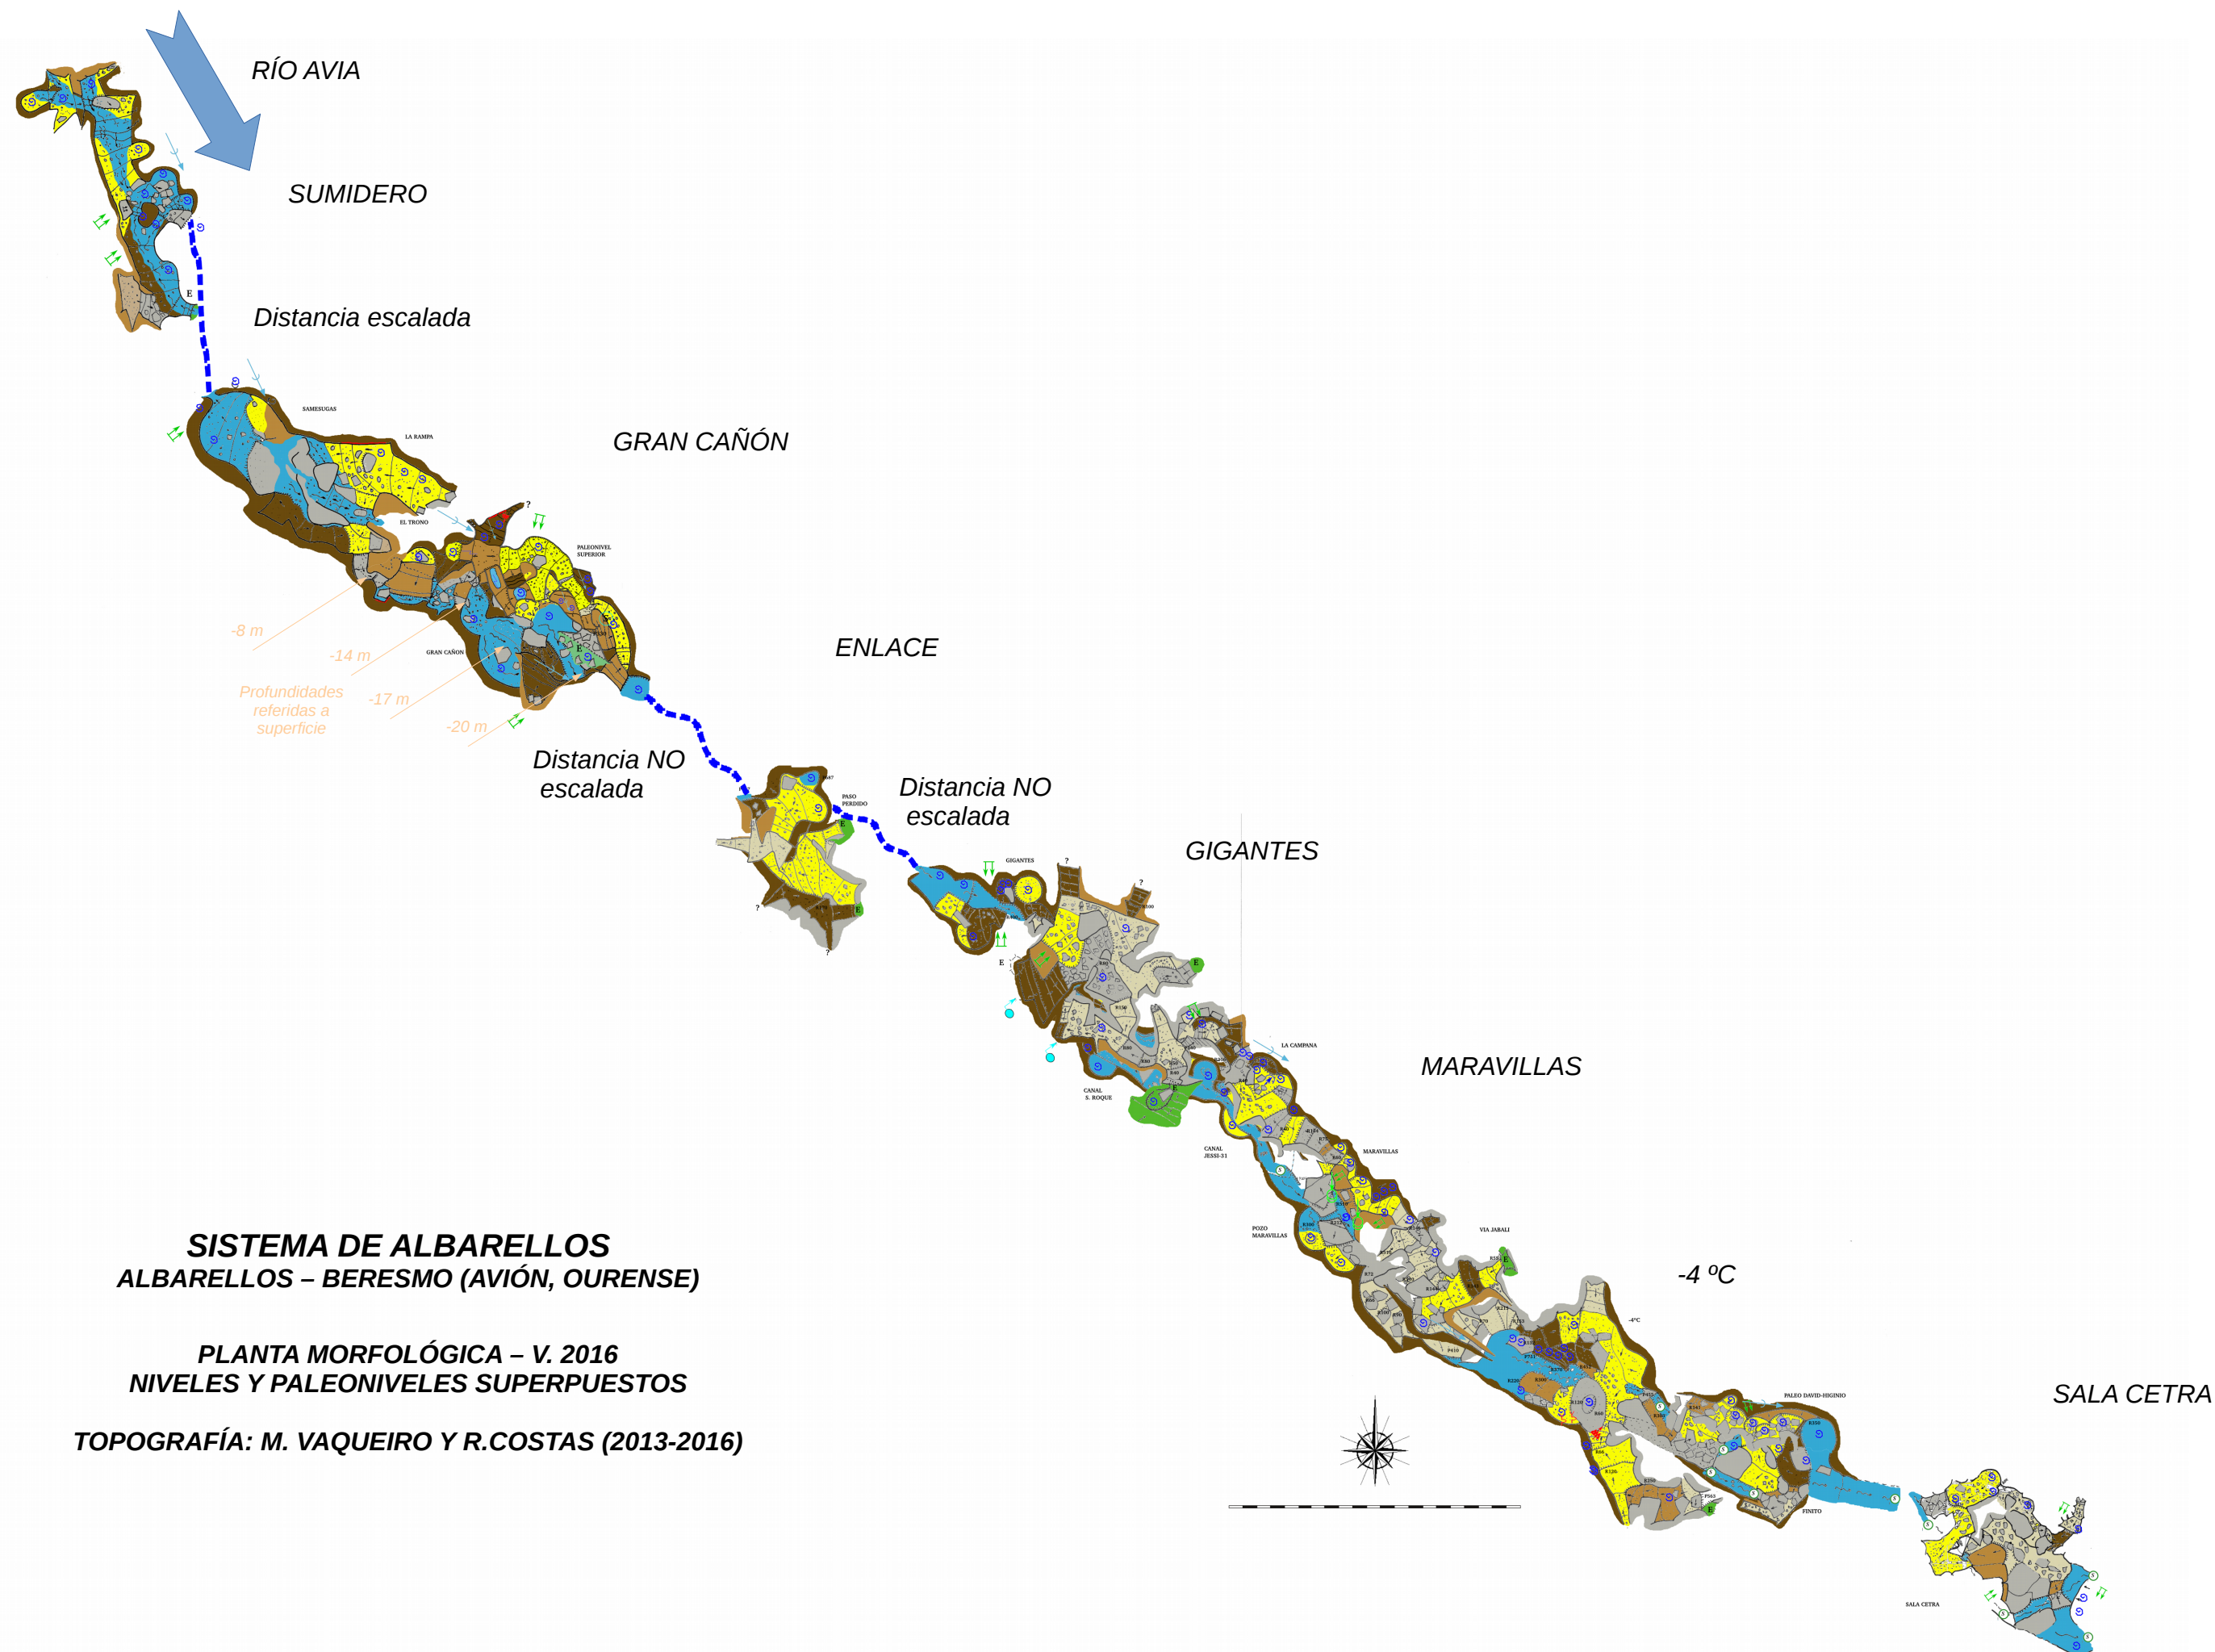 RÍO AVIA
SUMIDERO
E
Distancia escalada
SAMESUGAS
LA RAMPA
GRAN CAÑÓN
?
EL TRONO
PALEONIVEL
SUPERIOR
-8 m
ENLACE
E
GRAN CAÑON
-14 m
Profundidades
referidas a
superficie
-17 m
-20 m
Distancia NO
escalada
Distancia NO
escalada
PASO
PERDIDO
E
E
?
?
GIGANTES
GIGANTES
?
?
E
E
LA CAMPANA
MARAVILLAS
CANAL
S. ROQUE
E
CANAL
JESSI-31
MARAVILLAS
S
POZO
MARAVILLAS
VIA JABALI
E
-4 ºC
-4ºC
SISTEMA DE ALBARELLOS
ALBARELLOS – BERESMO (AVIÓN, OURENSE)
PLANTA MORFOLÓGICA – V. 2016
NIVELES Y PALEONIVELES SUPERPUESTOS
TOPOGRAFÍA: M. VAQUEIRO Y R.COSTAS (2013-2016)
PALEO DAVID-HIGINIO
SALA CETRA
S
S
S
S
S
E
FINITO
S
S
S
S
SALA CETRA